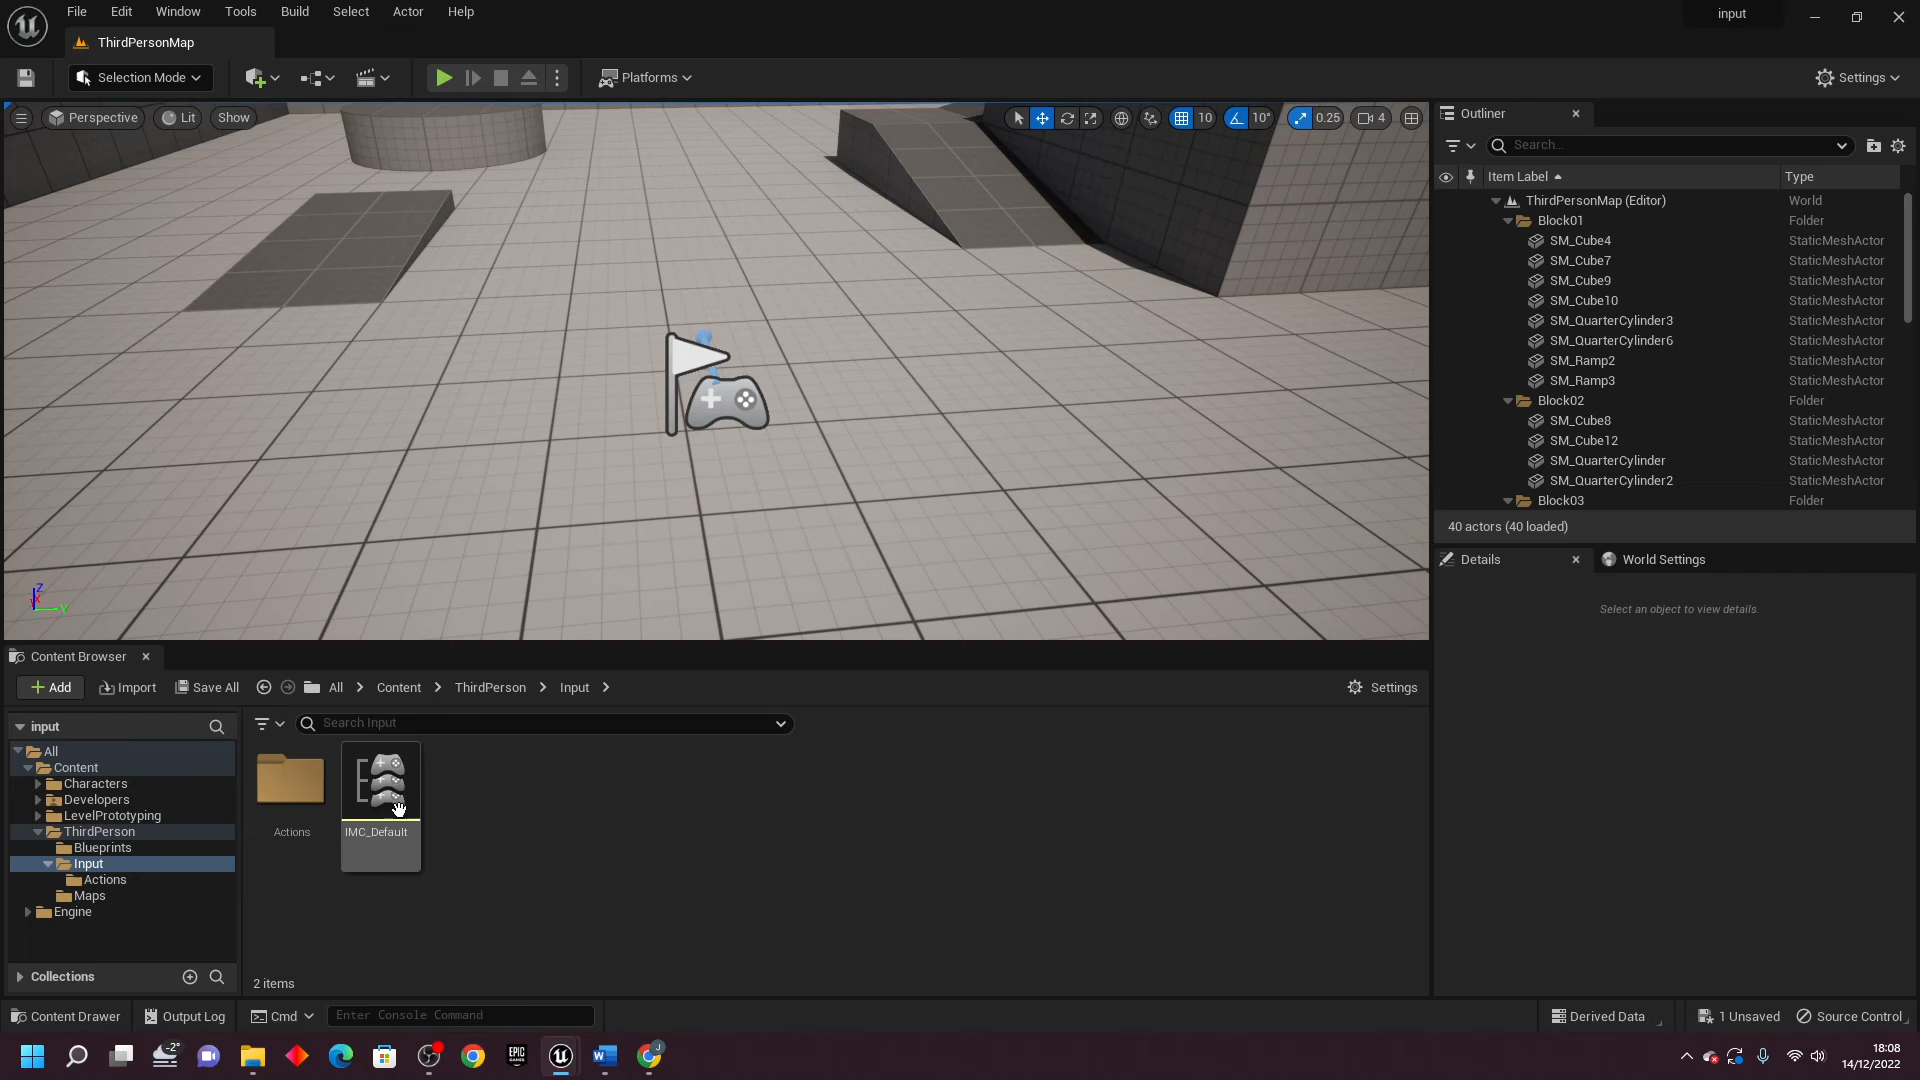 File Edit Window Tools Build Select Actor Help
input
ThirdPersonMap
Selection Mode
Platforms
Settings
Perspective Lit Show
10 10° 0.25 4
Outliner
Search...
Item Label Type
ThirdPersonMap (Editor) World
Block01 Folder
SM_Cube4 StaticMeshActor
SM_Cube7 StaticMeshActor
SM_Cube9 StaticMeshActor
SM_Cube10 StaticMeshActor
SM_QuarterCylinder3 StaticMeshActor
SM_QuarterCylinder6 StaticMeshActor
SM_Ramp2 StaticMeshActor
SM_Ramp3 StaticMeshActor
Block02 Folder
SM_Cube8 StaticMeshActor
SM_Cube12 StaticMeshActor
SM_QuarterCylinder StaticMeshActor
SM_QuarterCylinder2 StaticMeshActor
Block03 Folder
40 actors (40 loaded)
Details World Settings
Select an object to view details.
Z
X
Y
Content Browser
Add Import Save All All Content ThirdPerson Input Settings
input
Search Input
All
Content
Characters
Developers
LevelPrototyping
ThirdPerson
Blueprints
Input
Actions
Maps
Engine
Actions
IMC_Default
Collections
2 items
Content Drawer Output Log Cmd Enter Console Command Derived Data 1 Unsaved Source Control
-2°
EPIC
GAMES
J
18:08
14/12/2022